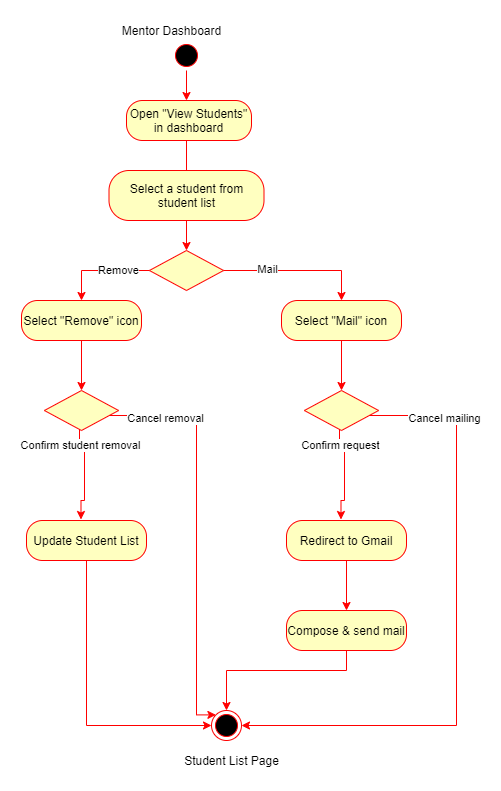 Mentor Dashboard
Open "View Students"
in dashboard
Select a student from
student list
Remove
Mail
Select "Remove" icon
Select "Mail" icon
Cancel removal
Cancel mailing
Confirm student removal
Confirm request
Update Student List
Redirect to Gmail
Compose & send mail
Student List Page